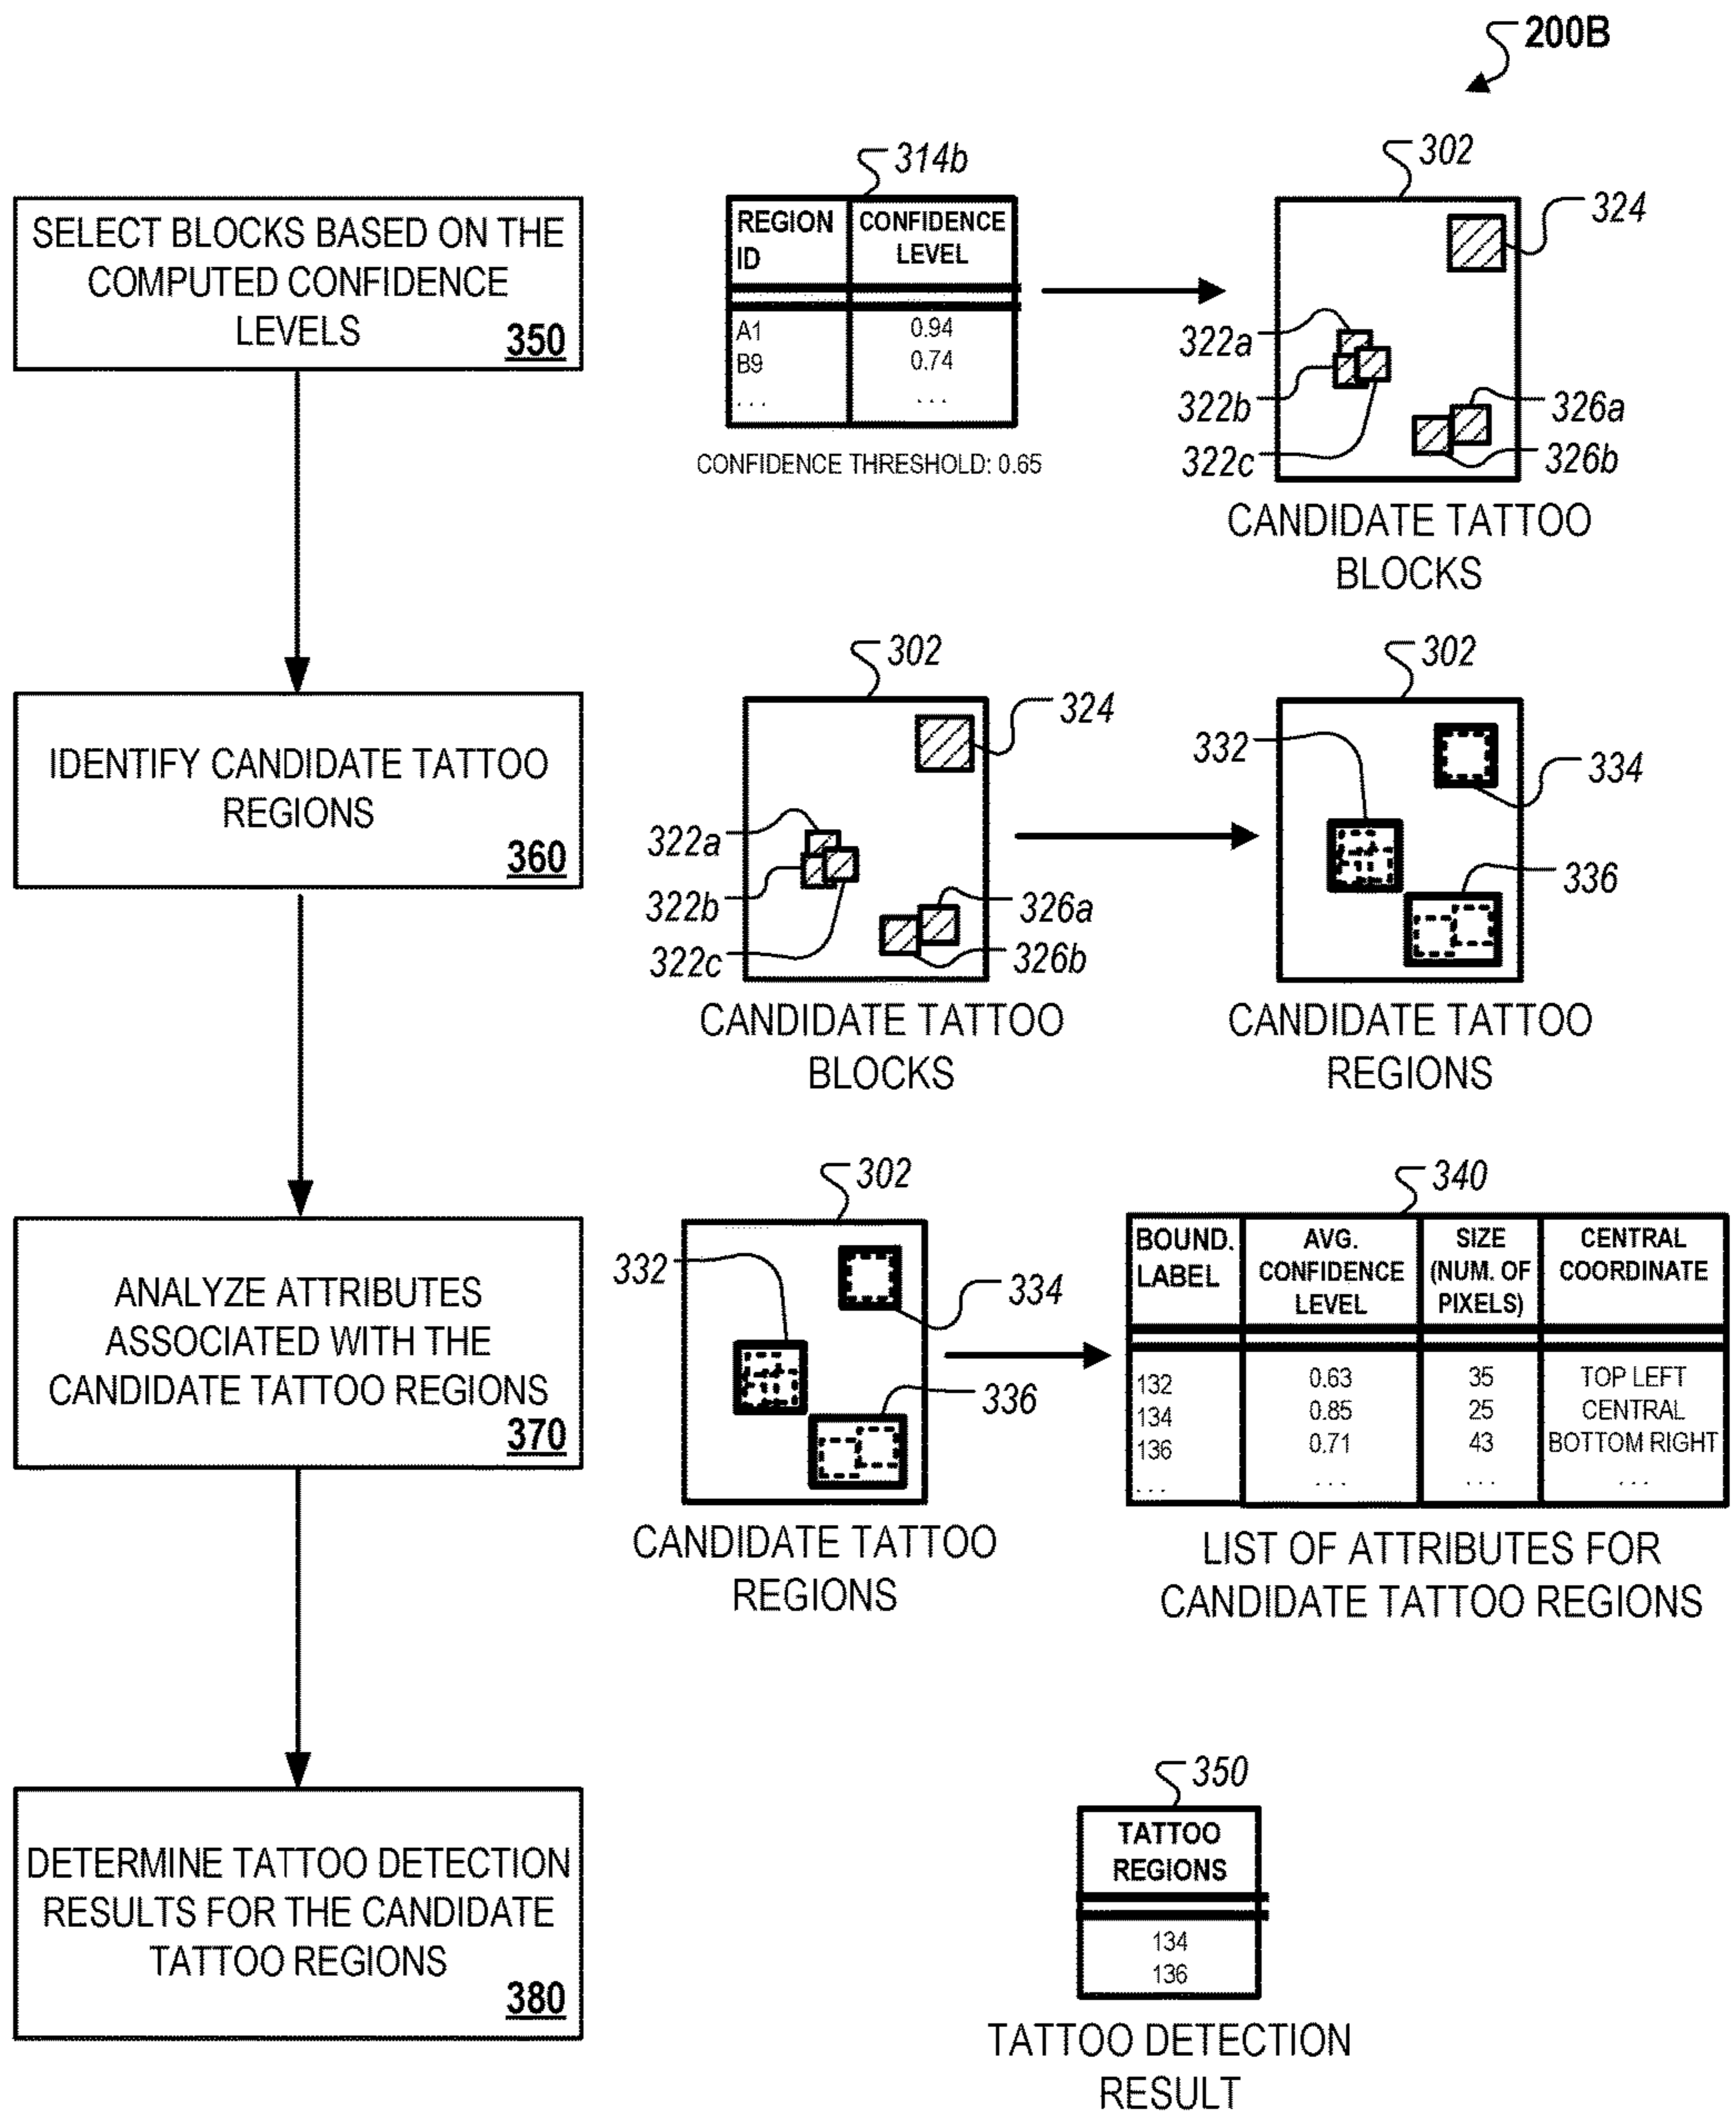 200B
SELECT BLOCKS BASED ON THE
COMPUTED CONFIDENCE
LEVELS
350
314b
REGION
ID
CONFIDENCE
LEVEL
A1
0.94
B9
0.74
. . .
. . .
CONFIDENCE THRESHOLD: 0.65
302
324
322a
322b
322c
326a
326b
CANDIDATE TATTOO
BLOCKS
IDENTIFY CANDIDATE TATTOO
REGIONS
360
302
324
322a
322b
322c
326a
326b
CANDIDATE TATTOO
BLOCKS
302
332
334
336
CANDIDATE TATTOO
REGIONS
ANALYZE ATTRIBUTES
ASSOCIATED WITH THE
CANDIDATE TATTOO REGIONS
370
302
332
334
336
CANDIDATE TATTOO
REGIONS
340
BOUND.
LABEL
AVG.
CONFIDENCE
LEVEL
SIZE
(NUM. OF
PIXELS)
CENTRAL
COORDINATE
132
0.63
35
TOP LEFT
134
0.85
25
CENTRAL
136
0.71
43
BOTTOM RIGHT
. . .
. . .
. . .
. . .
LIST OF ATTRIBUTES FOR
CANDIDATE TATTOO REGIONS
DETERMINE TATTOO DETECTION
RESULTS FOR THE CANDIDATE
TATTOO REGIONS
380
350
TATTOO
REGIONS
134
136
TATTOO DETECTION
RESULT